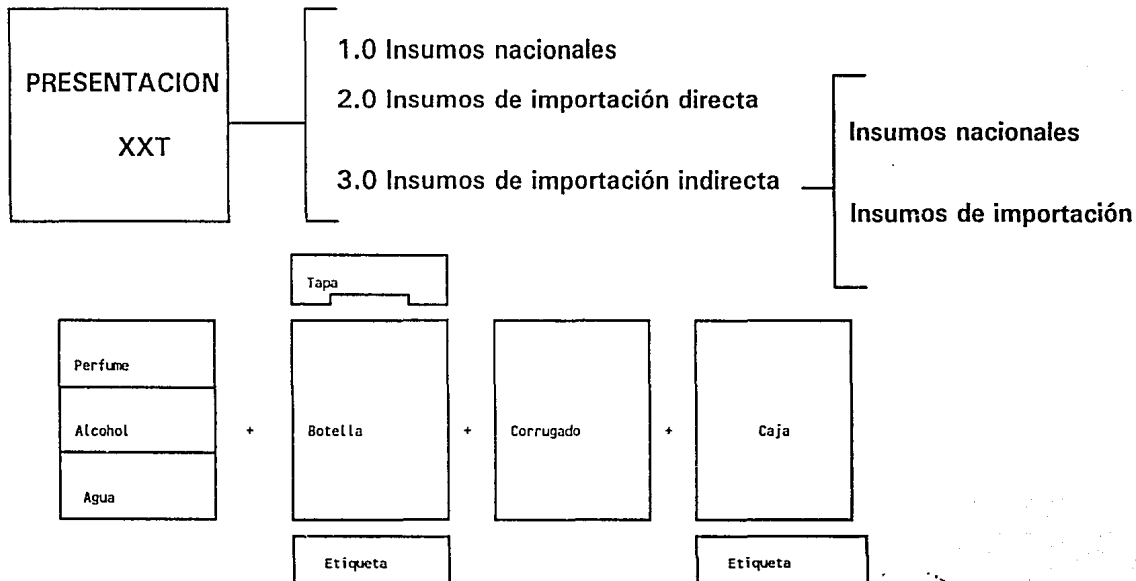 PRESENTACION
XXT
1.0 Insumos nacionales
2.0 Insumos de importación directa
3.0 Insumos de importación indirecta
Insumos nacionales
Insumos de importación
Tapa
Perfume
Alcohol
Agua
+
Botella
+
Corrugado
+
Caja
Etiqueta
Etiqueta